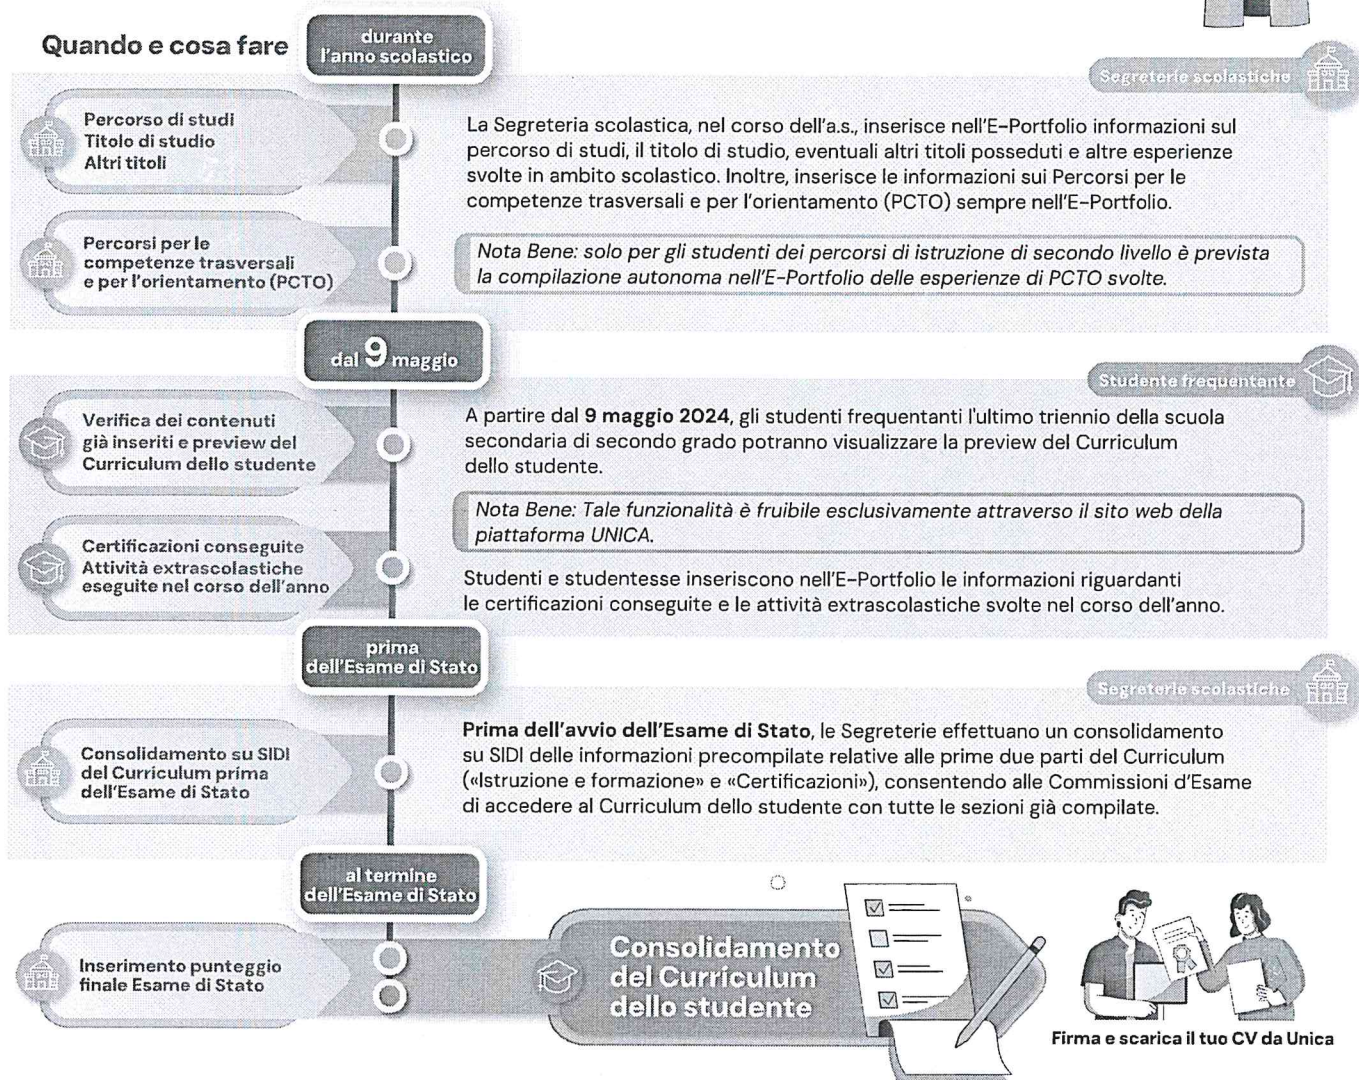 Quando e cosa fare
durante
l'anno scolastico
Segreterie scolastiche
Percorso di studi
Titolo di studio
Altri titoli
La Segreteria scolastica, nel corso dell'a.s., inserisce nell'E-Portfolio informazioni sul
percorso di studi, il titolo di studio, eventuali altri titoli posseduti e altre esperienze
svolte in ambito scolastico. Inoltre, inserisce le informazioni sui Percorsi per le
competenze trasversali e per l'orientamento (PCTO) sempre nell'E-Portfolio.
Percorsi per le
competenze trasversali
e per l'orientamento (PCTO)
Nota Bene: solo per gli studenti dei percorsi di istruzione di secondo livello è prevista
la compilazione autonoma nell'E-Portfolio delle esperienze di PCTO svolte.
dal 9 maggio
Studente frequentante
Verifica dei contenuti
già inseriti e preview del
Curriculum dello studente
A partire dal 9 maggio 2024, gli studenti frequentanti l'ultimo triennio della scuola
secondaria di secondo grado potranno visualizzare la preview del Curriculum
dello studente.
Nota Bene: Tale funzionalità è fruibile esclusivamente attraverso il sito web della
piattaforma UNICA.
Certificazioni conseguite
Attività extrascolastiche
eseguite nel corso dell'anno
Studenti e studentesse inseriscono nell'E-Portfolio le informazioni riguardanti
le certificazioni conseguite e le attività extrascolastiche svolte nel corso dell'anno.
prima
dell'Esame di Stato
Segreterie scolastiche
Consolidamento su SIDI
del Curriculum prima
dell'Esame di Stato
Prima dell'avvio dell'Esame di Stato, le Segreterie effettuano un consolidamento
su SIDI delle informazioni precompilate relative alle prime due parti del Curriculum
(«Istruzione e formazione» e «Certificazioni»), consentendo alle Commissioni d'Esame
di accedere al Curriculum dello studente con tutte le sezioni già compilate.
al termine
dell'Esame di Stato
Inserimento punteggio
finale Esame di Stato
Consolidamento
del Curriculum
dello studente
Firma e scarica il tuo CV da Unica